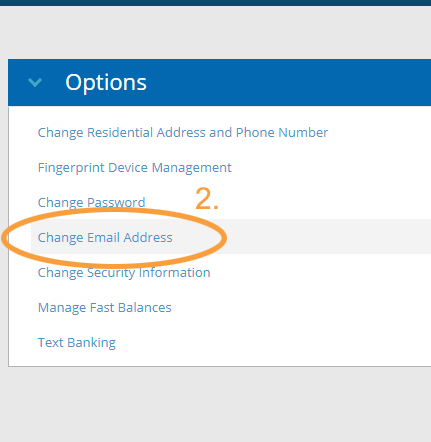 Options
Change Residential Address and Phone Number
Fingerprint Device Management
Change Password
2.
Change Email Address
Change Security Information
Manage Fast Balances
Text Banking